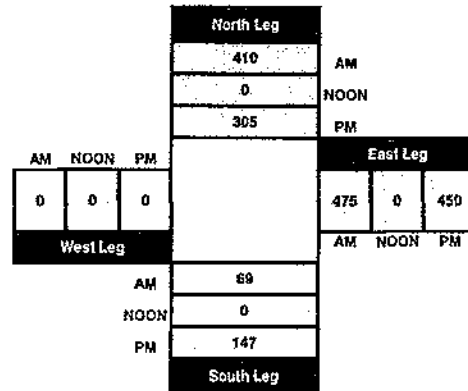 North Leg
410 AM
0 NOON
305 PM
AM NOON PM
East Leg
0 0 0
475 0 450
West Leg
AM NOON PM
AM 69
NOON 0
PM 147
South Leg